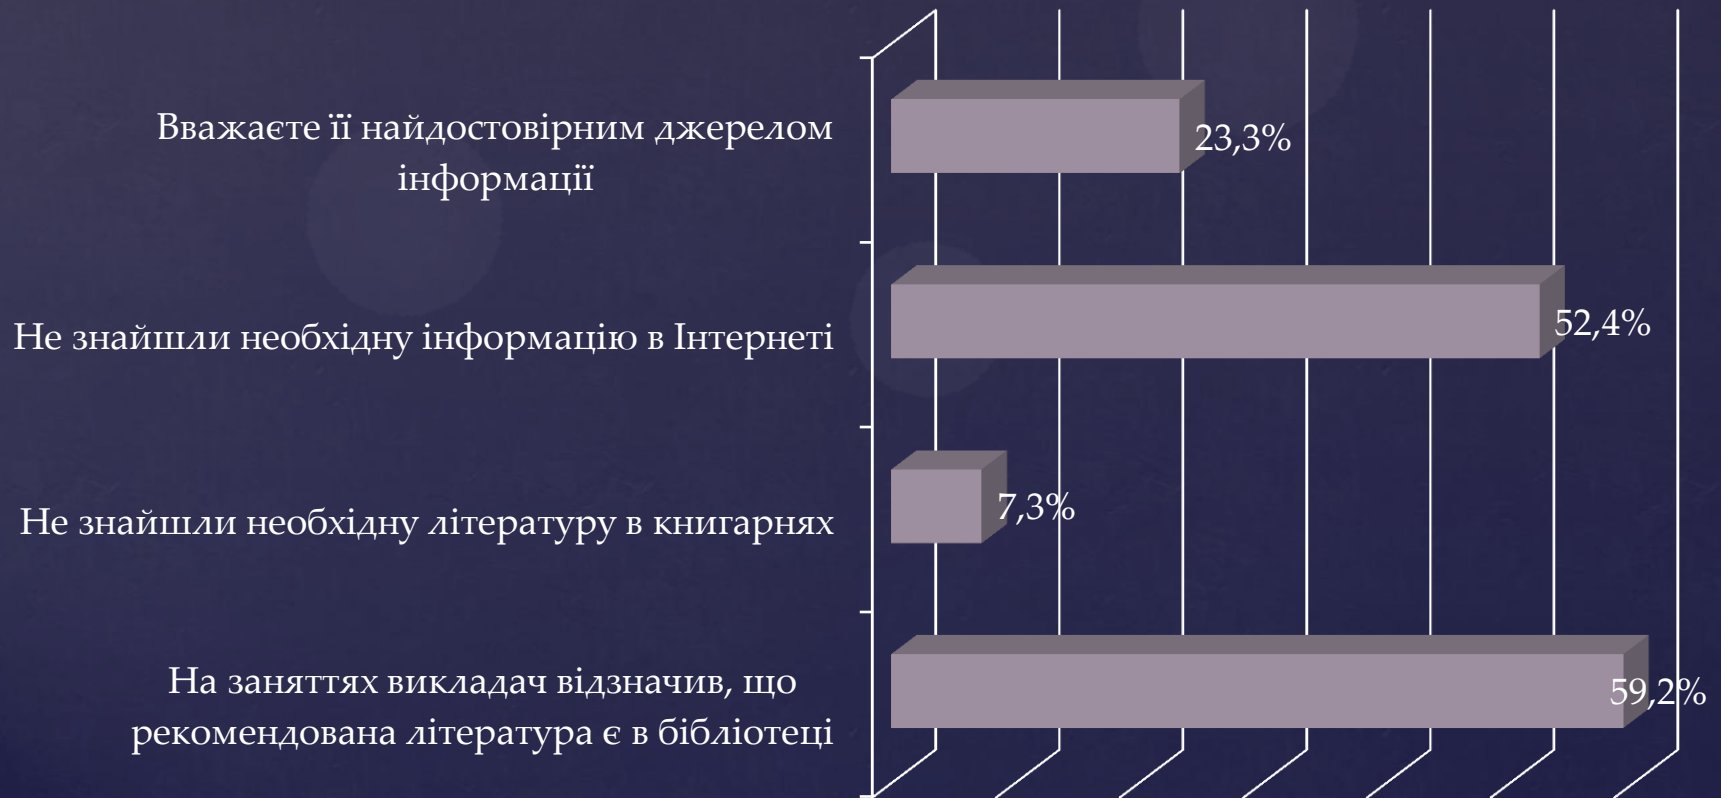 Вважаєте її найдостовірним джерелом
інформації
23,3%
Не знайшли необхідну інформацію в Інтернеті
52,4%
Не знайшли необхідну літературу в книгарнях
7,3%
На заняттях викладач відзначив, що
рекомендована література є в бібліотеці
59,2%